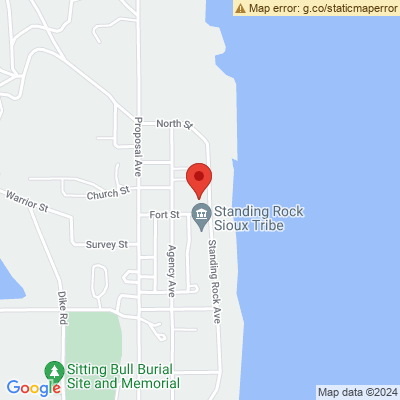 Map error: g.co/staticmaperror
North St
Proposal Ave
Church St
Warrior St
Fort St
Standing Rock
Sioux Tribe
Survey St
Agency Ave
Standing Rock Ave
Dike Rd
Sitting Bull Burial
Site and Memorial
Google
Map data ©2024